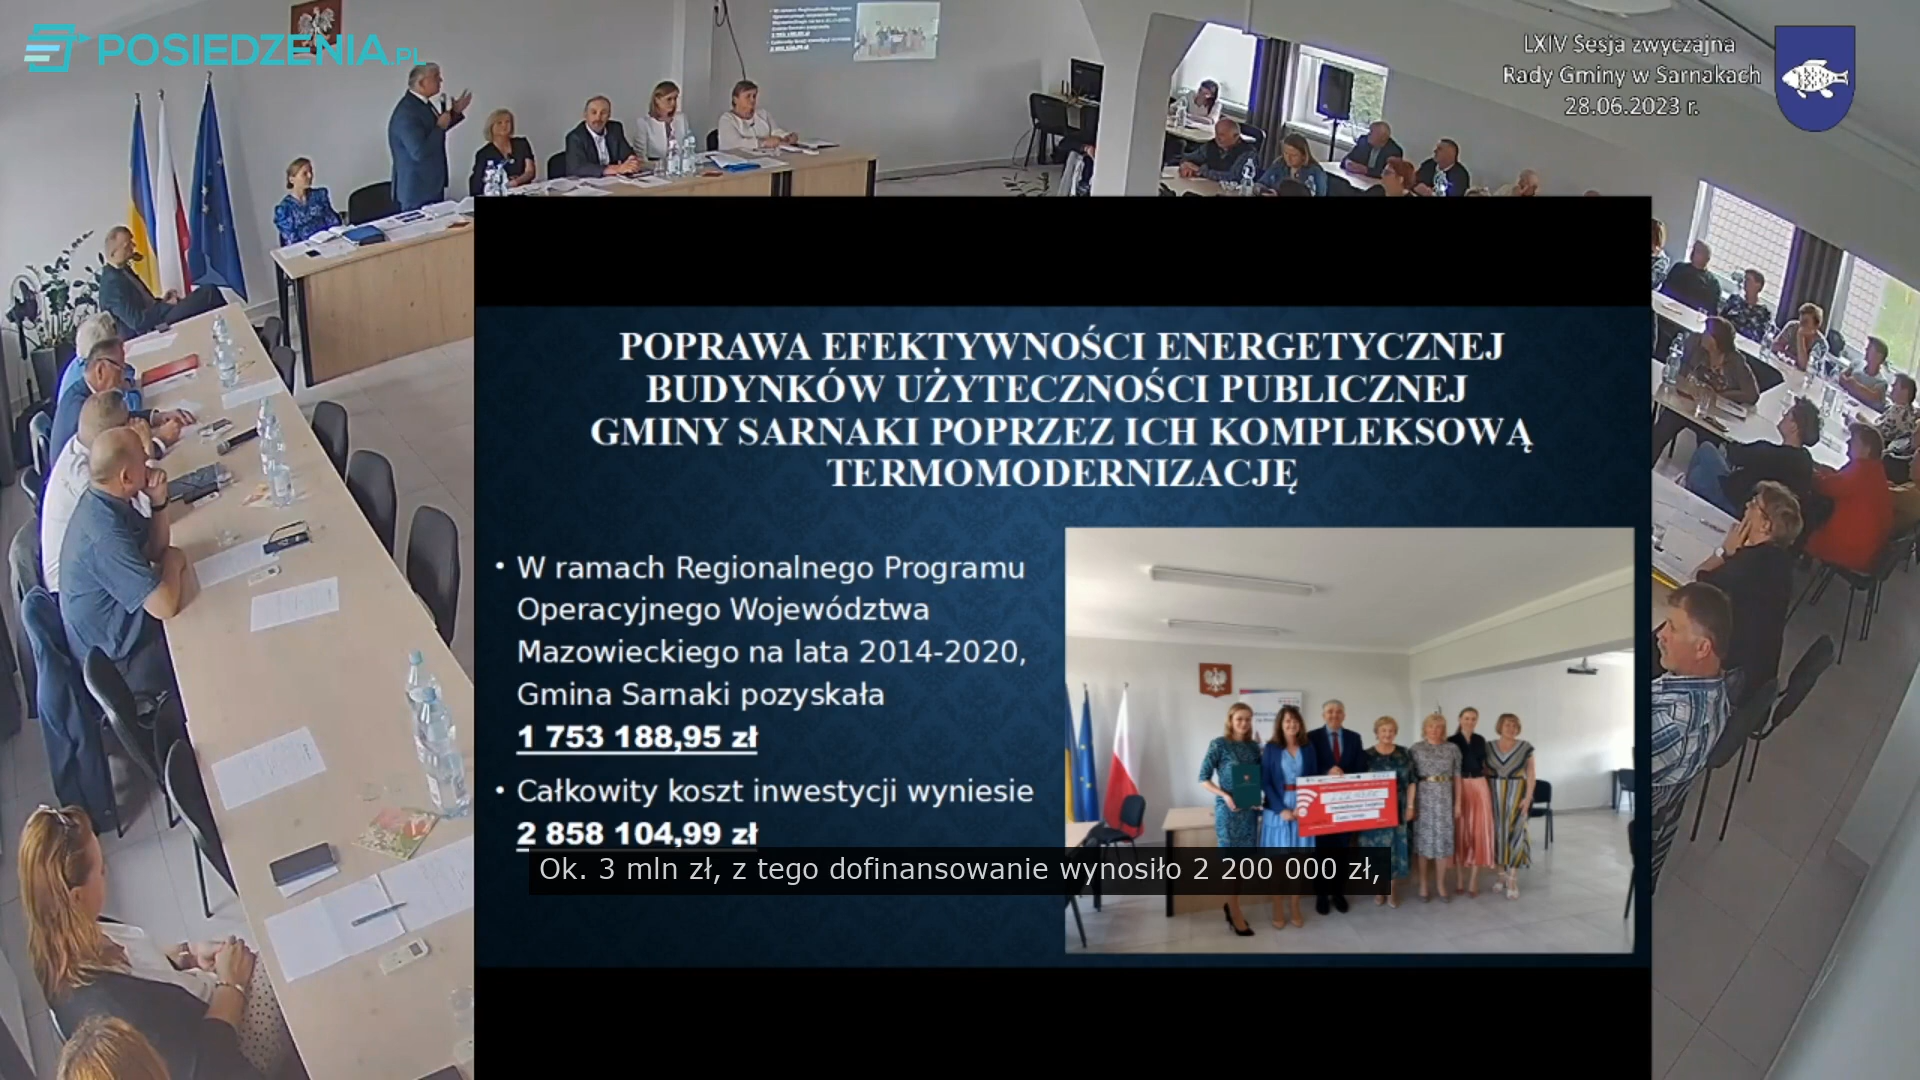 POSIEDZENIA.PL
LXIV Sesja zwyczajna
Rady Gminy w Sarnakach
28.06.2023 r.
POPRAWA EFEKTYWNOŚCI ENERGETYCZNEJ
BUDYNKÓW UŻYTECZNOŚCI PUBLICZNEJ
GMINY SARNAKI POPRZEZ ICH KOMPLEKSOWĄ
TERMOMODERNIZACJĘ
• W ramach Regionalnego Programu
Operacyjnego Województwa
Mazowieckiego na lata 2014-2020,
Gmina Sarnaki pozyskała
1 753 188,95 zł
• Całkowity koszt inwestycji wyniesie
2 858 104,99 zł
Ok. 3 mln zł, z tego dofinansowanie wynosiło 2 200 000 zł,